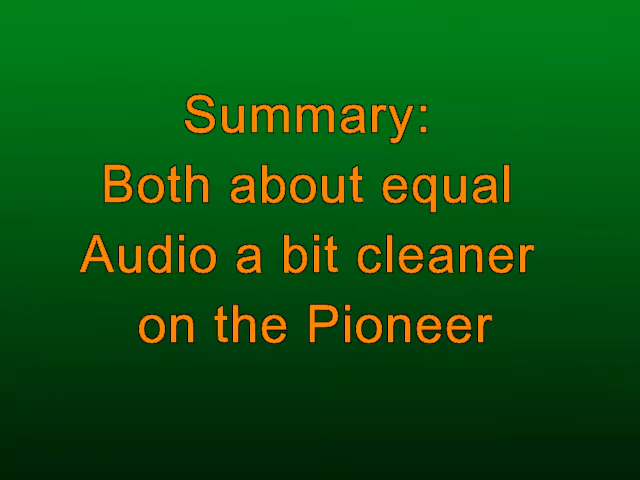 Summary:
Both about equal
Audio a bit cleaner
on the Pioneer